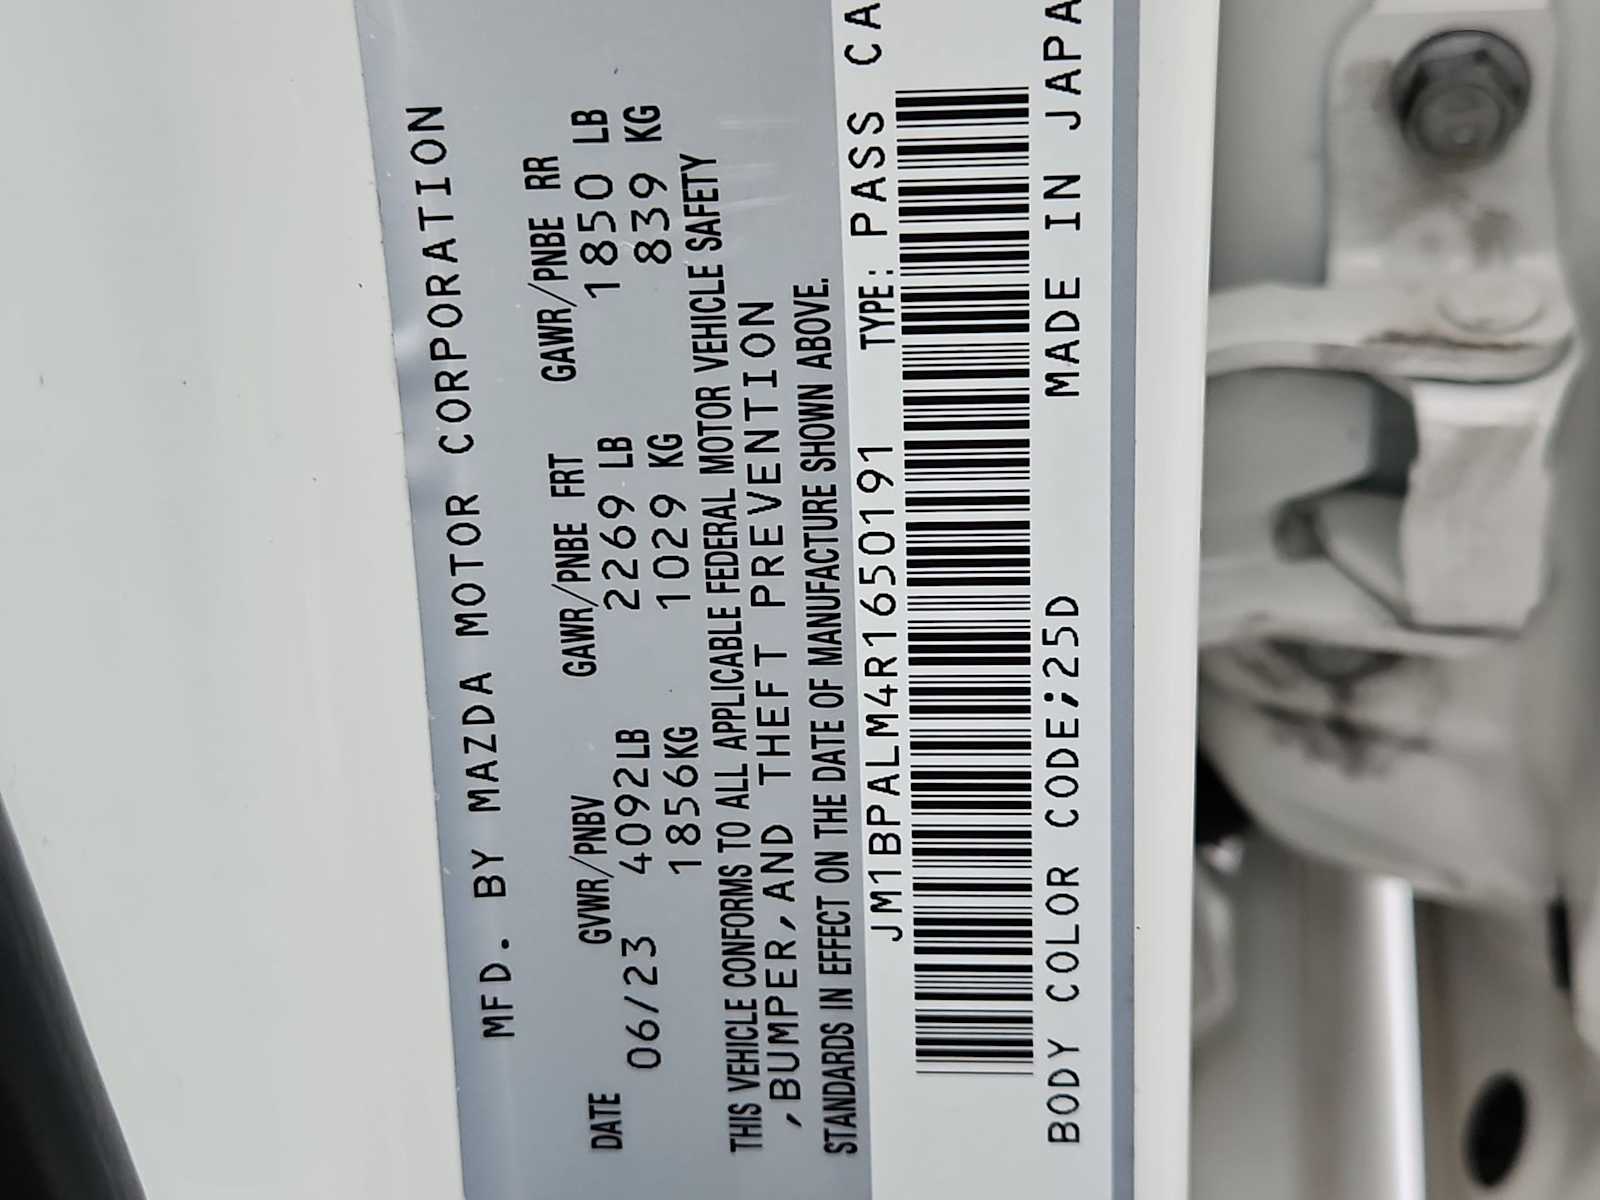 MFD. BY MAZDA MOTOR CORPORATION
DATE GVWR/PNBV GAWR/PNBE FRT GAWR/PNBE RR
06/23 4092LB 2269 LB 1850 LB
1856KG 1029 KG 839 KG
THIS VEHICLE CONFORMS TO ALL APPLICABLE FEDERAL MOTOR VEHICLE SAFETY
,BUMPER,AND THEFT PREVENTION
STANDARDS IN EFFECT ON THE DATE OF MANUFACTURE SHOWN ABOVE.
JM1BPALM4R1650191 TYPE: PASS CA
BODY COLOR CODE;25D MADE IN JAPA